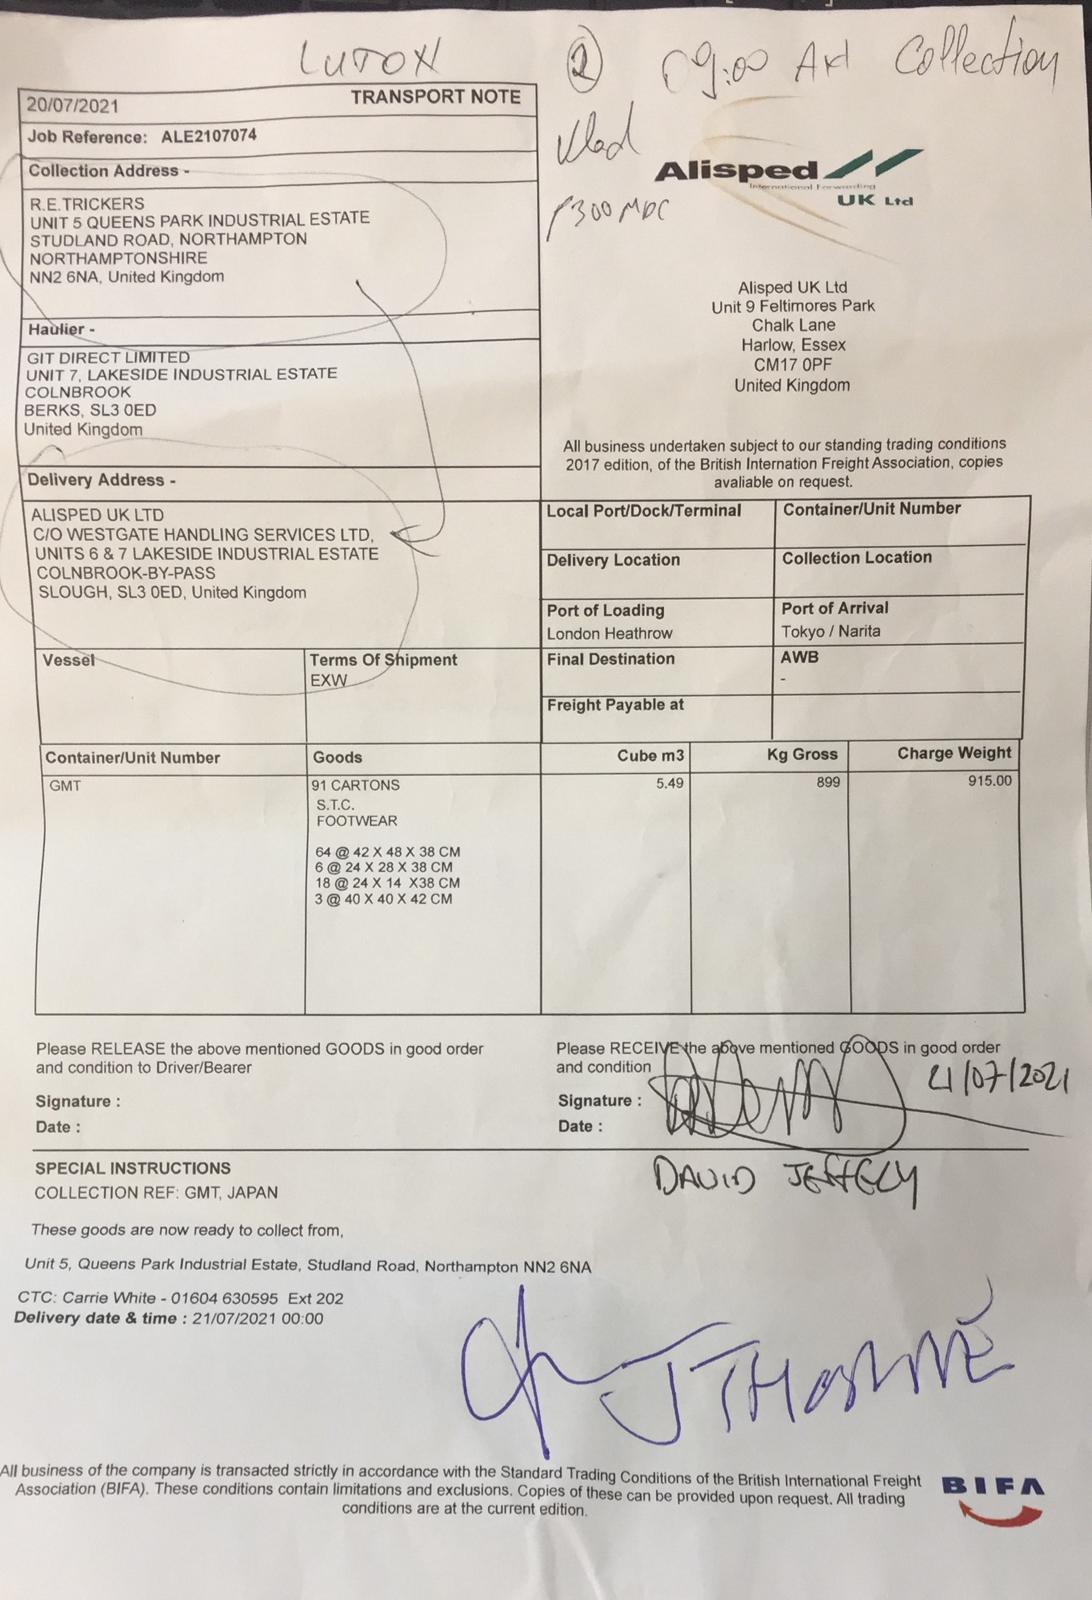 LUTON
② 09:00 AM Collection
Vlad
P300MDC
20/07/2021 TRANSPORT NOTE
Job Reference: ALE2107074
Collection Address -
R.E.TRICKERS
UNIT 5 QUEENS PARK INDUSTRIAL ESTATE
STUDLAND ROAD, NORTHAMPTON
NORTHAMPTONSHIRE
NN2 6NA, United Kingdom
Haulier -
GIT DIRECT LIMITED
UNIT 7, LAKESIDE INDUSTRIAL ESTATE
COLNBROOK
BERKS, SL3 0ED
United Kingdom
Delivery Address -
ALISPED UK LTD
C/O WESTGATE HANDLING SERVICES LTD,
UNITS 6 & 7 LAKESIDE INDUSTRIAL ESTATE
COLNBROOK-BY-PASS
SLOUGH, SL3 0ED, United Kingdom
Alisped
International Forwarding
UK Ltd
Alisped UK Ltd
Unit 9 Feltimores Park
Chalk Lane
Harlow, Essex
CM17 0PF
United Kingdom
All business undertaken subject to our standing trading conditions
2017 edition, of the British Internation Freight Association, copies
avaliable on request.
Local Port/Dock/Terminal Container/Unit Number
Delivery Location Collection Location
Port of Loading Port of Arrival
London Heathrow Tokyo / Narita
Vessel Terms Of Shipment Final Destination AWB
EXW -
Freight Payable at
Container/Unit Number Goods Cube m3 Kg Gross Charge Weight
GMT 91 CARTONS 5.49 899 915.00
S.T.C.
FOOTWEAR
64 @ 42 X 48 X 38 CM
6 @ 24 X 28 X 38 CM
18 @ 24 X 14 X38 CM
3 @ 40 X 40 X 42 CM
Please RELEASE the above mentioned GOODS in good order
and condition to Driver/Bearer
Signature :
Date :
Please RECEIVE the above mentioned GOODS in good order
and condition
21/07/2021
Signature :
Date :
DAVID JEFFELY
SPECIAL INSTRUCTIONS
COLLECTION REF: GMT, JAPAN
These goods are now ready to collect from,
Unit 5, Queens Park Industrial Estate, Studland Road, Northampton NN2 6NA
CTC: Carrie White - 01604 630595 Ext 202
Delivery date & time : 21/07/2021 00:00
J THORNE
All business of the company is transacted strictly in accordance with the Standard Trading Conditions of the British International Freight
Association (BIFA). These conditions contain limitations and exclusions. Copies of these can be provided upon request. All trading
conditions are at the current edition.
BIFA